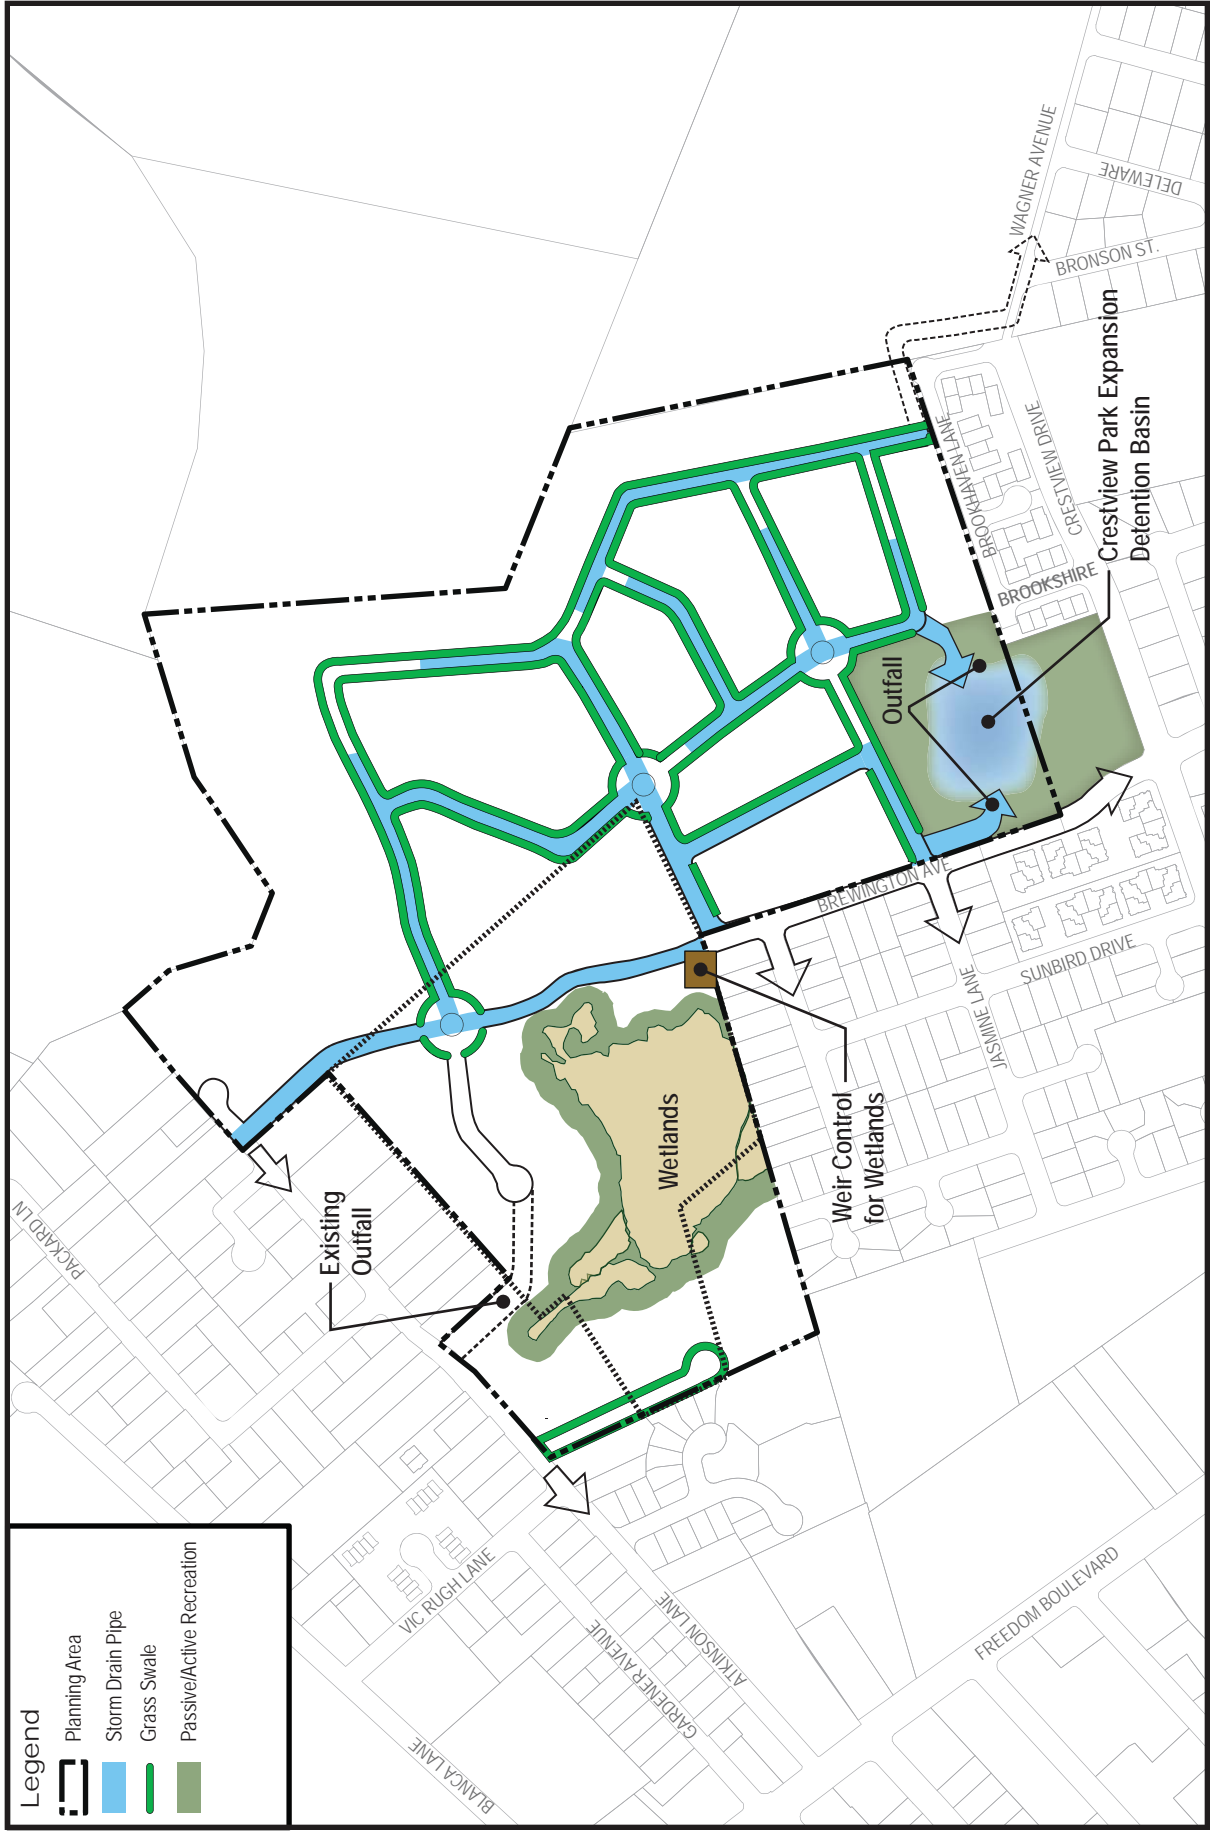 Legend
Planning Area
Storm Drain Pipe
Grass Swale
Passive/Active Recreation
PACKARD LN
BLANCA LANE
VIC RUGH LANE
GARDENER AVENUE
ATKINSON LANE
FREEDOM BOULEVARD
Existing
Outfall
Wetlands
Weir Control
for Wetlands
JASMINE LANE
SUNBIRD DRIVE
BREWINGTON AVE
Outfall
Crestview Park Expansion
Detention Basin
BROOKSHIRE
BROOKHAVEN LANE
CRESTVIEW DRIVE
WAGNER AVENUE
BRONSON ST.
DELEWARE